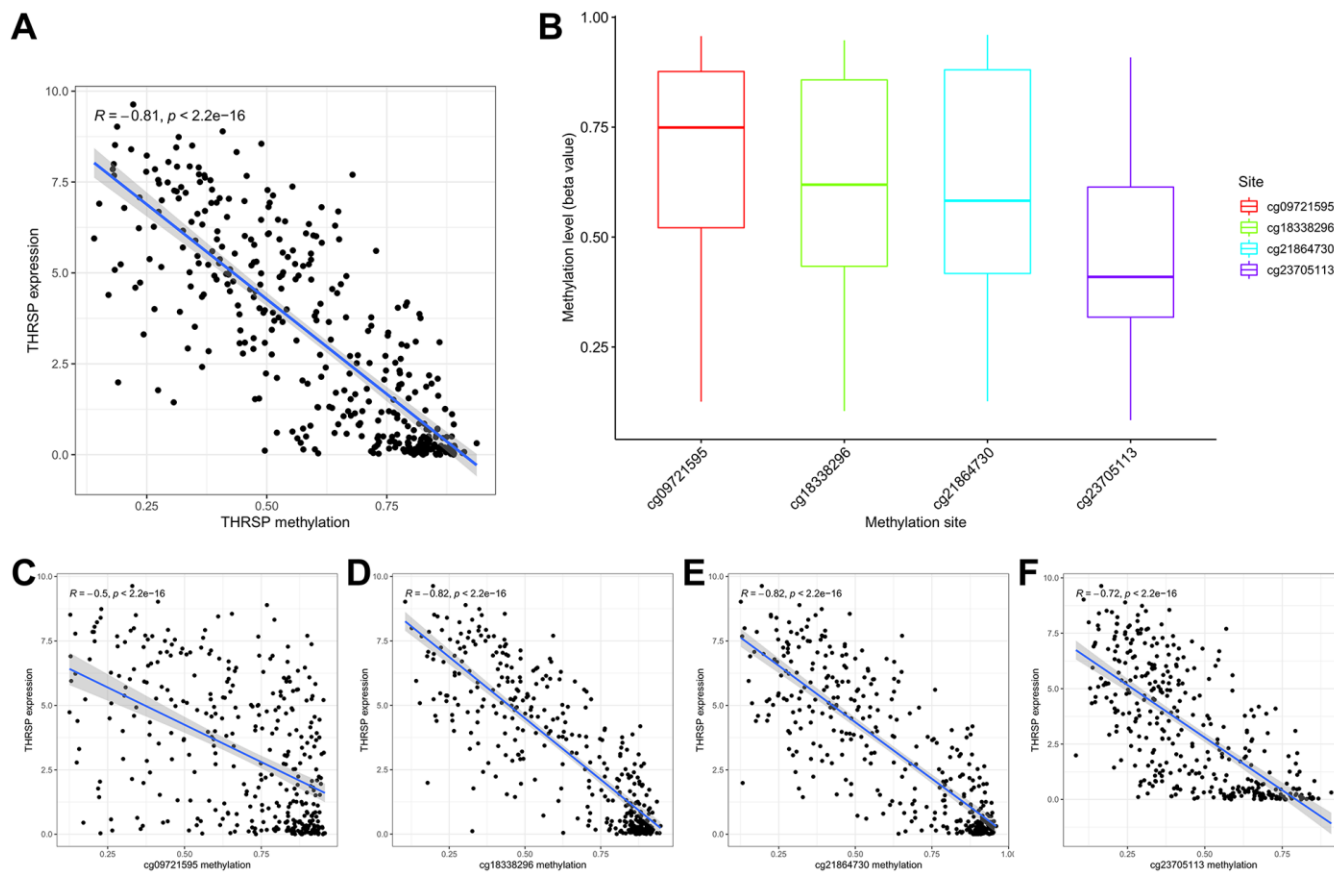 A
10.0
7.5
5.0
2.5
0.0
R = −0.81, p < 2.2e−16
THRSP expression
0.25
0.50
0.75
THRSP methylation
B
1.00
0.75
0.50
0.25
Methylation level (beta value)
cg09721595
cg18338296
cg21864730
cg23705113
Methylation site
Site
cg09721595
cg18338296
cg21864730
cg23705113
C
10.0
7.5
5.0
2.5
0.0
R = −0.5, p < 2.2e−16
THRSP expression
0.25
0.50
0.75
cg09721595 methylation
D
10.0
7.5
5.0
2.5
0.0
R = −0.82, p < 2.2e−16
THRSP expression
0.25
0.50
0.75
cg18338296 methylation
E
10.0
7.5
5.0
2.5
0.0
R = −0.82, p < 2.2e−16
THRSP expression
0.25
0.50
0.75
1.00
cg21864730 methylation
F
10.0
7.5
5.0
2.5
0.0
R = −0.72, p < 2.2e−16
THRSP expression
0.25
0.50
0.75
cg23705113 methylation